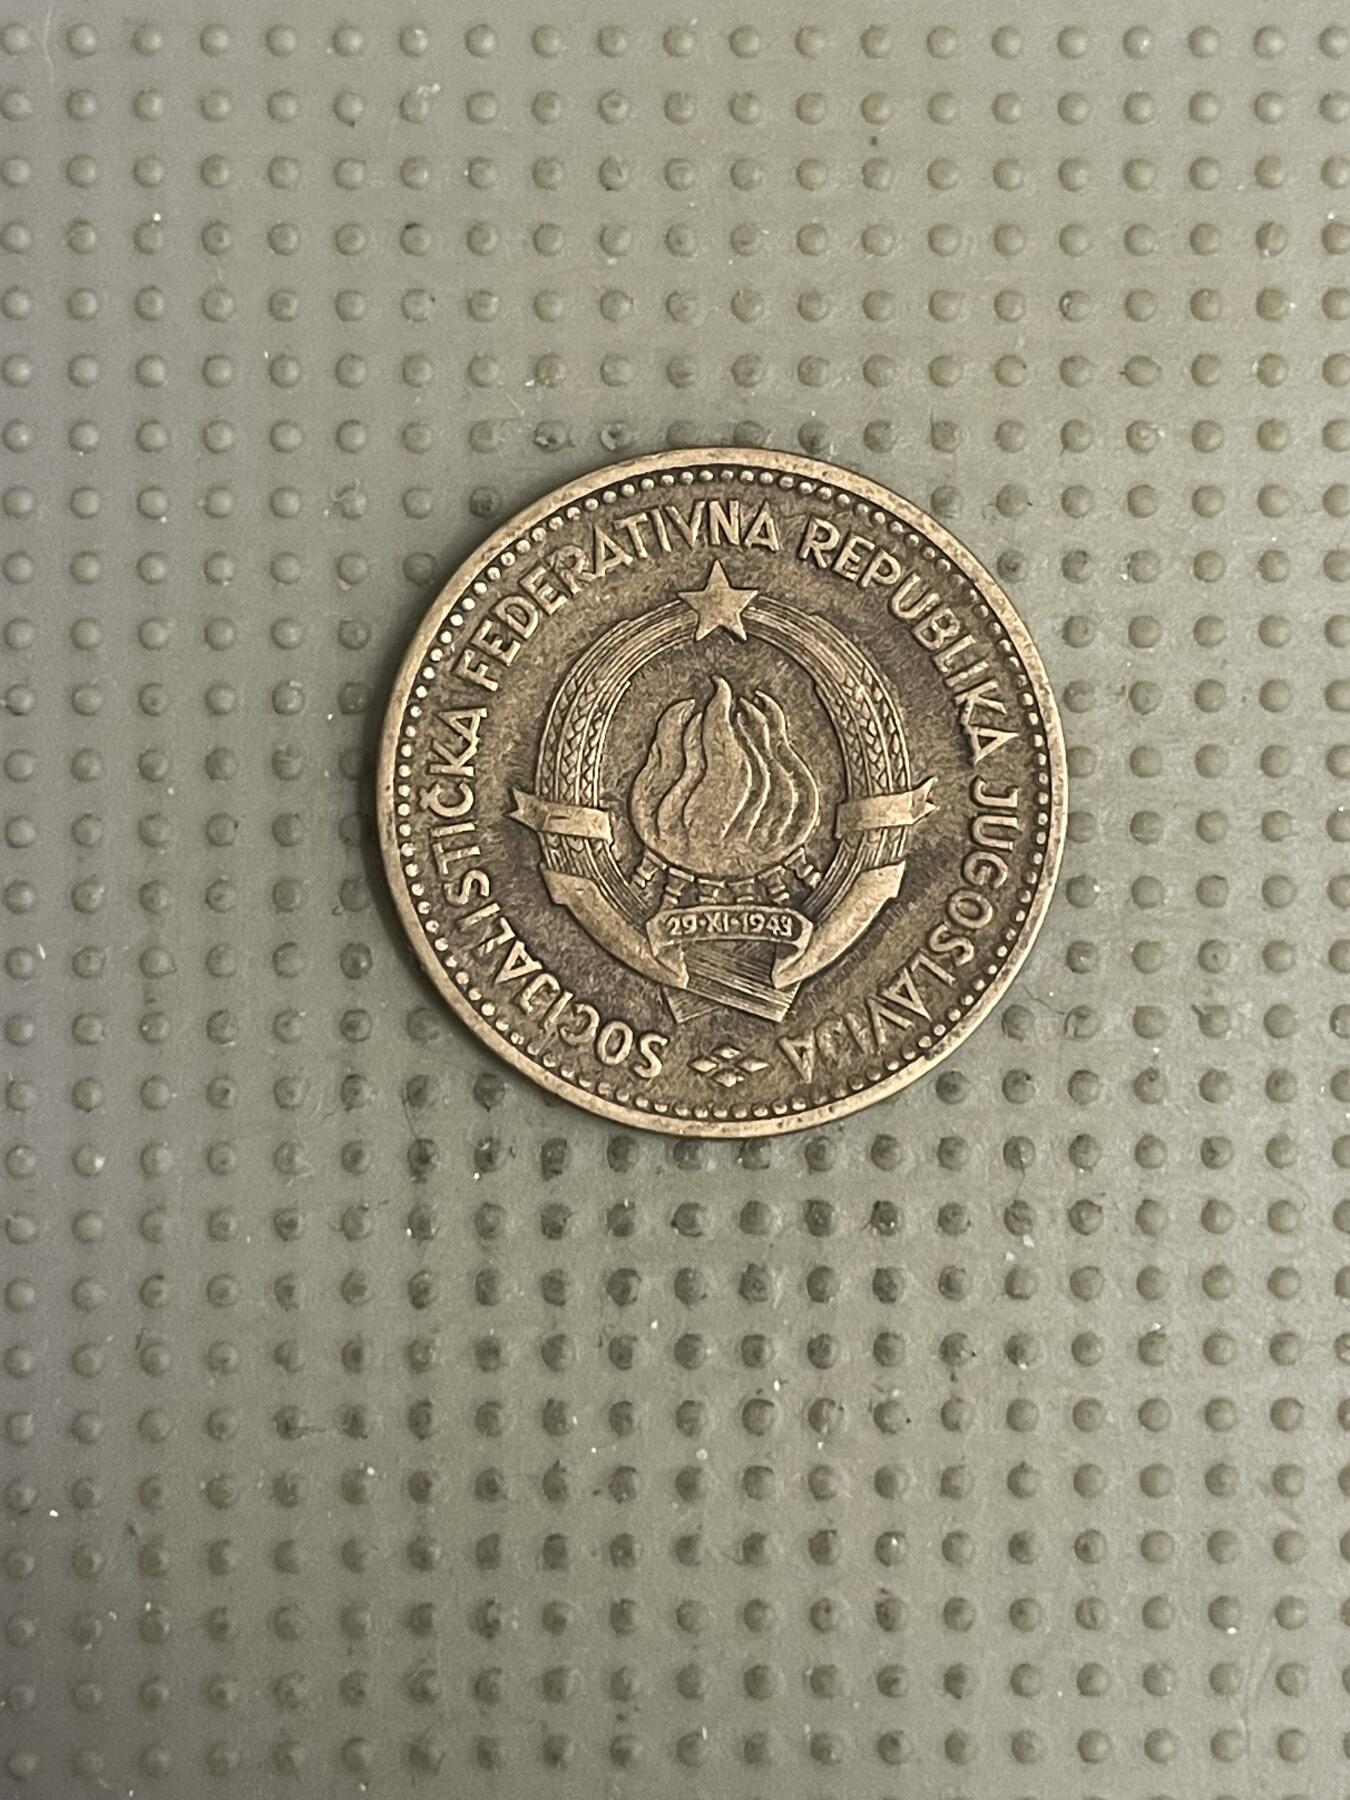 SOCIJALISTIČKA FEDERATIVNA REPUBLIKA JUGOSLAVIJA
29·XI·1943